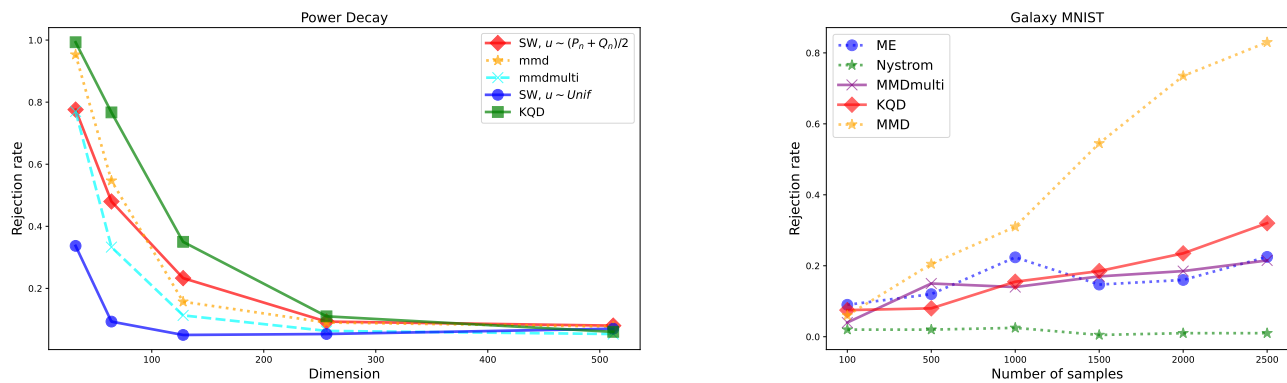 Power Decay
Rejection rate
1.0
0.8
0.6
0.4
0.2
100
200
300
400
500
Dimension
SW, u ~ (Pn + Qn)/2
mmd
mmdmulti
SW, u ~ Unif
KQD
Galaxy MNIST
Rejection rate
0.8
0.6
0.4
0.2
0.0
100
500
1000
1500
2000
2500
Number of samples
ME
Nystrom
MMDmulti
KQD
MMD